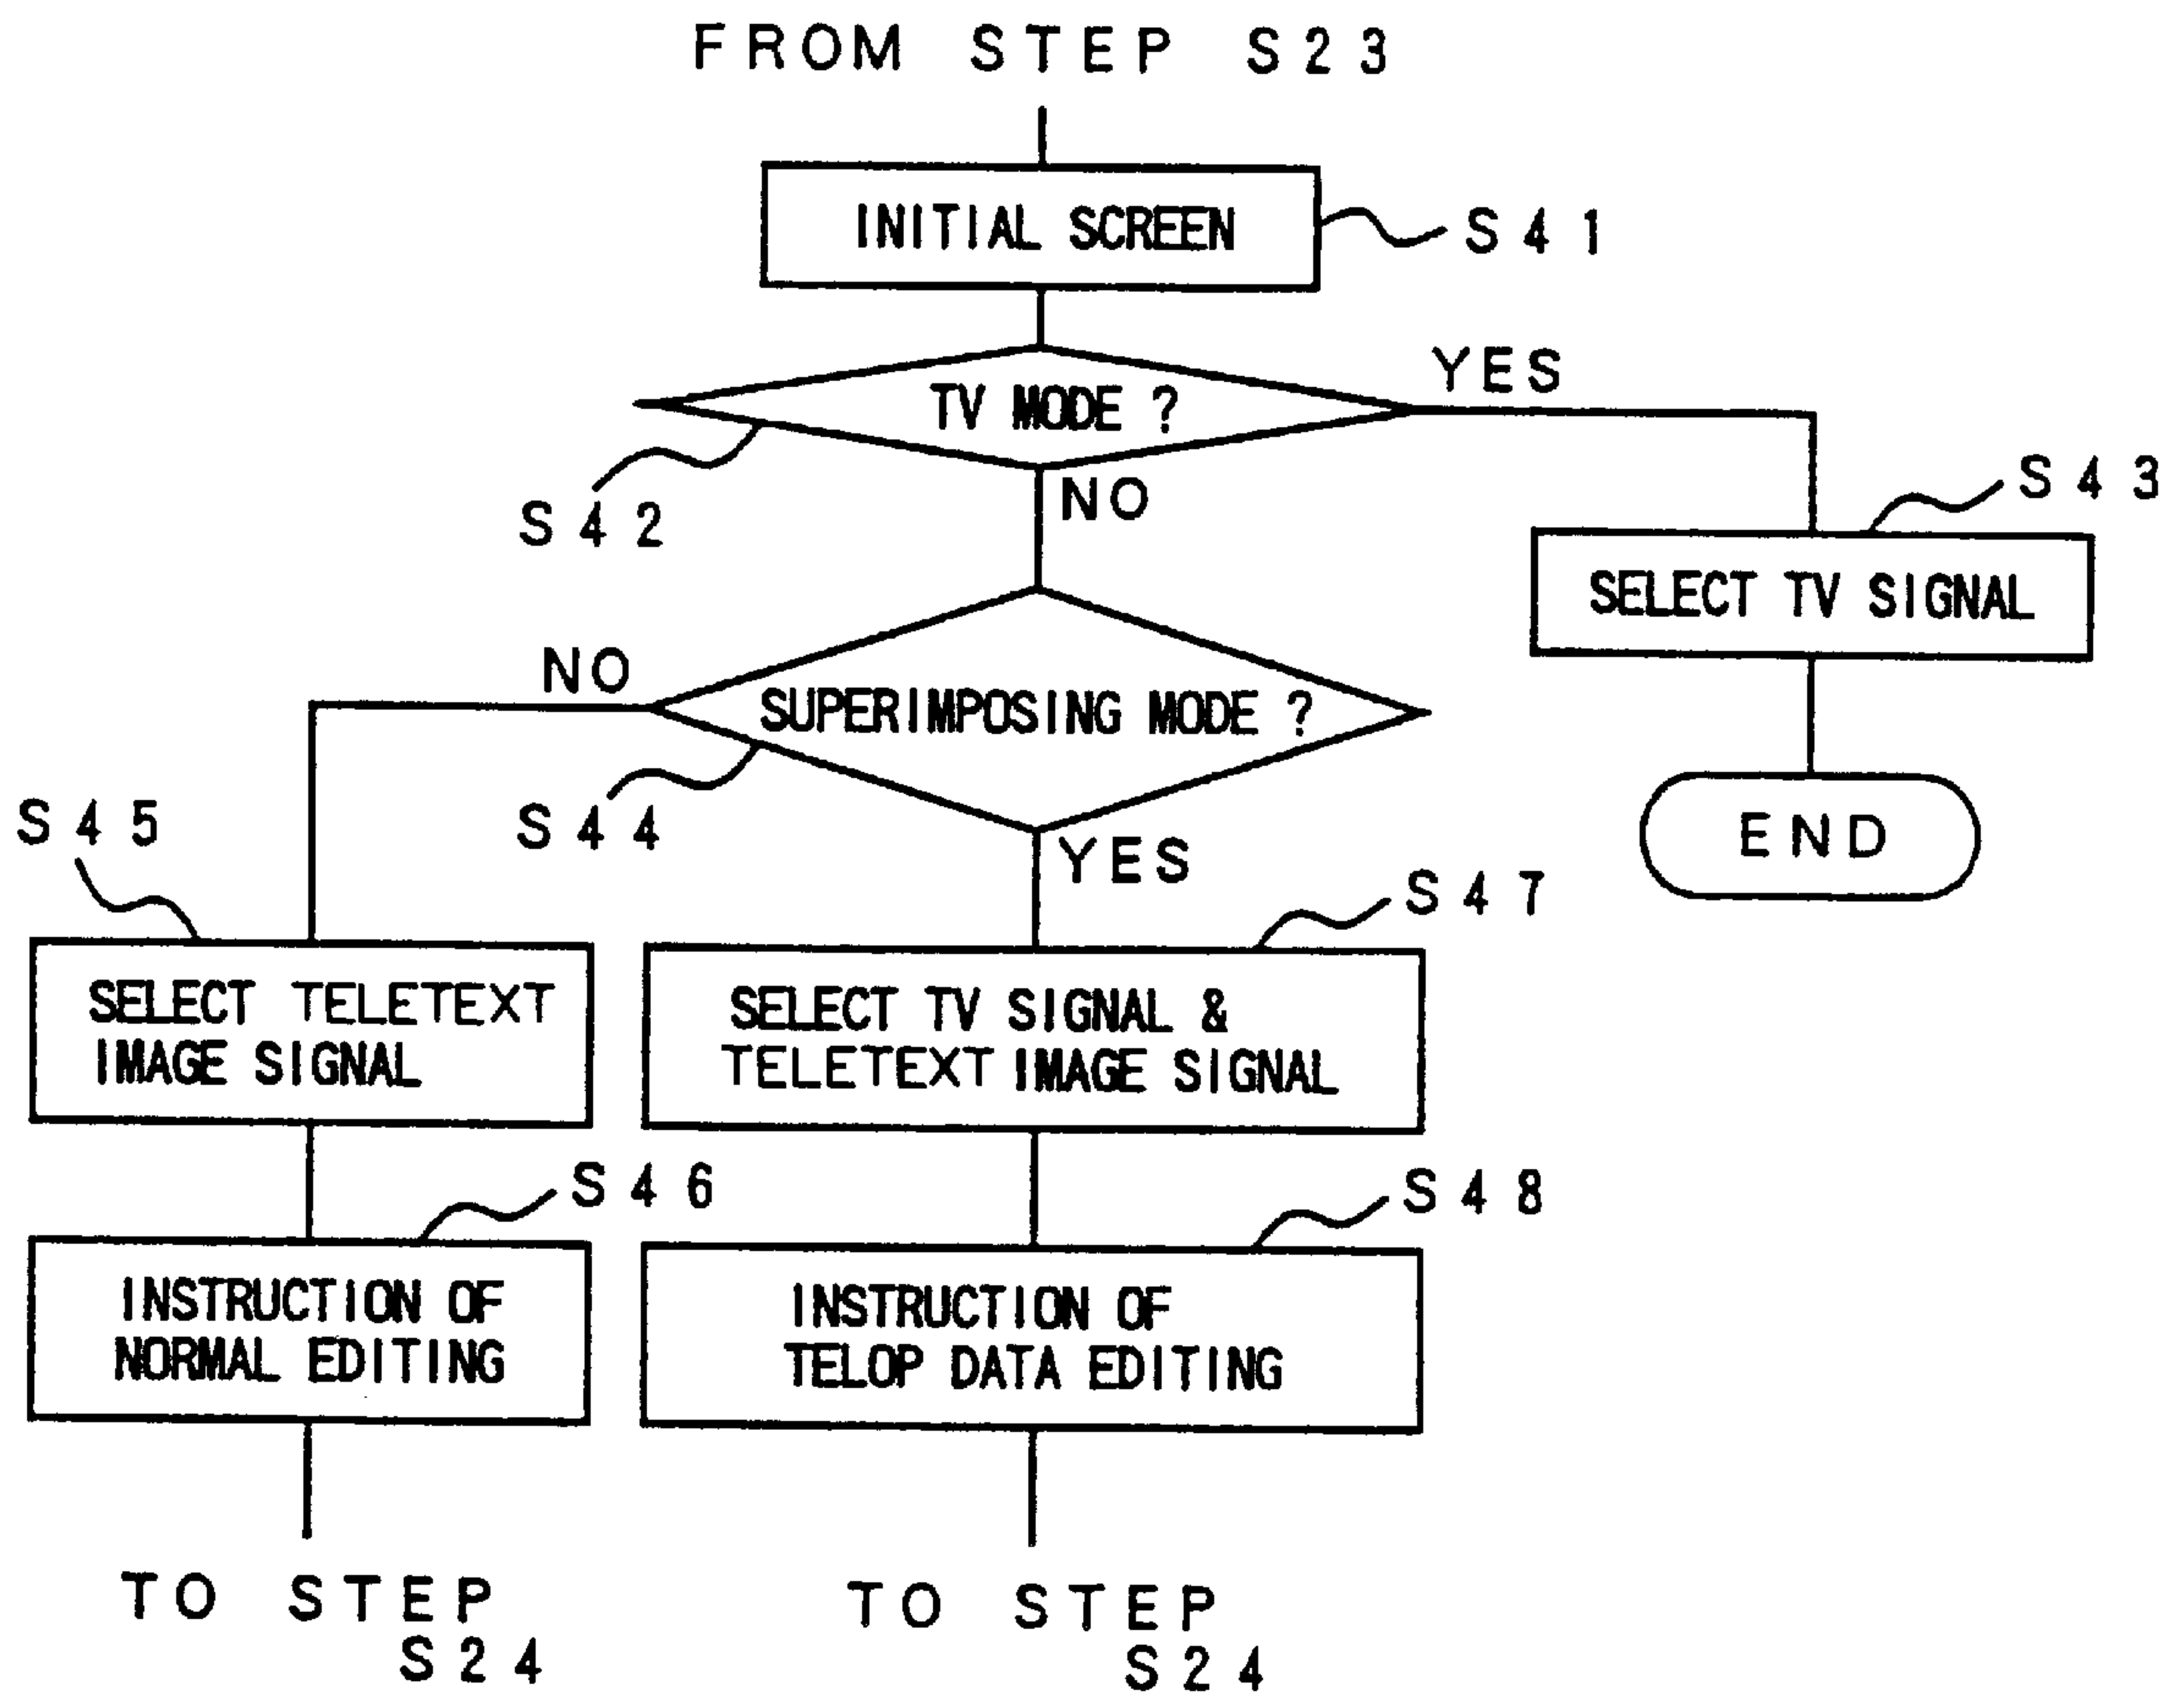 FROM STEP S23
INITIAL SCREEN
S41
TV MODE ?
YES
S42
NO
S43
SELECT TV SIGNAL
END
SUPERIMPOSING MODE ?
NO
S44
YES
S45
SELECT TELETEXT
IMAGE SIGNAL
S47
SELECT TV SIGNAL &
TELETEXT IMAGE SIGNAL
S46
INSTRUCTION OF
NORMAL EDITING
S48
INSTRUCTION OF
TELOP DATA EDITING
TO STEP
S24
TO STEP
S24